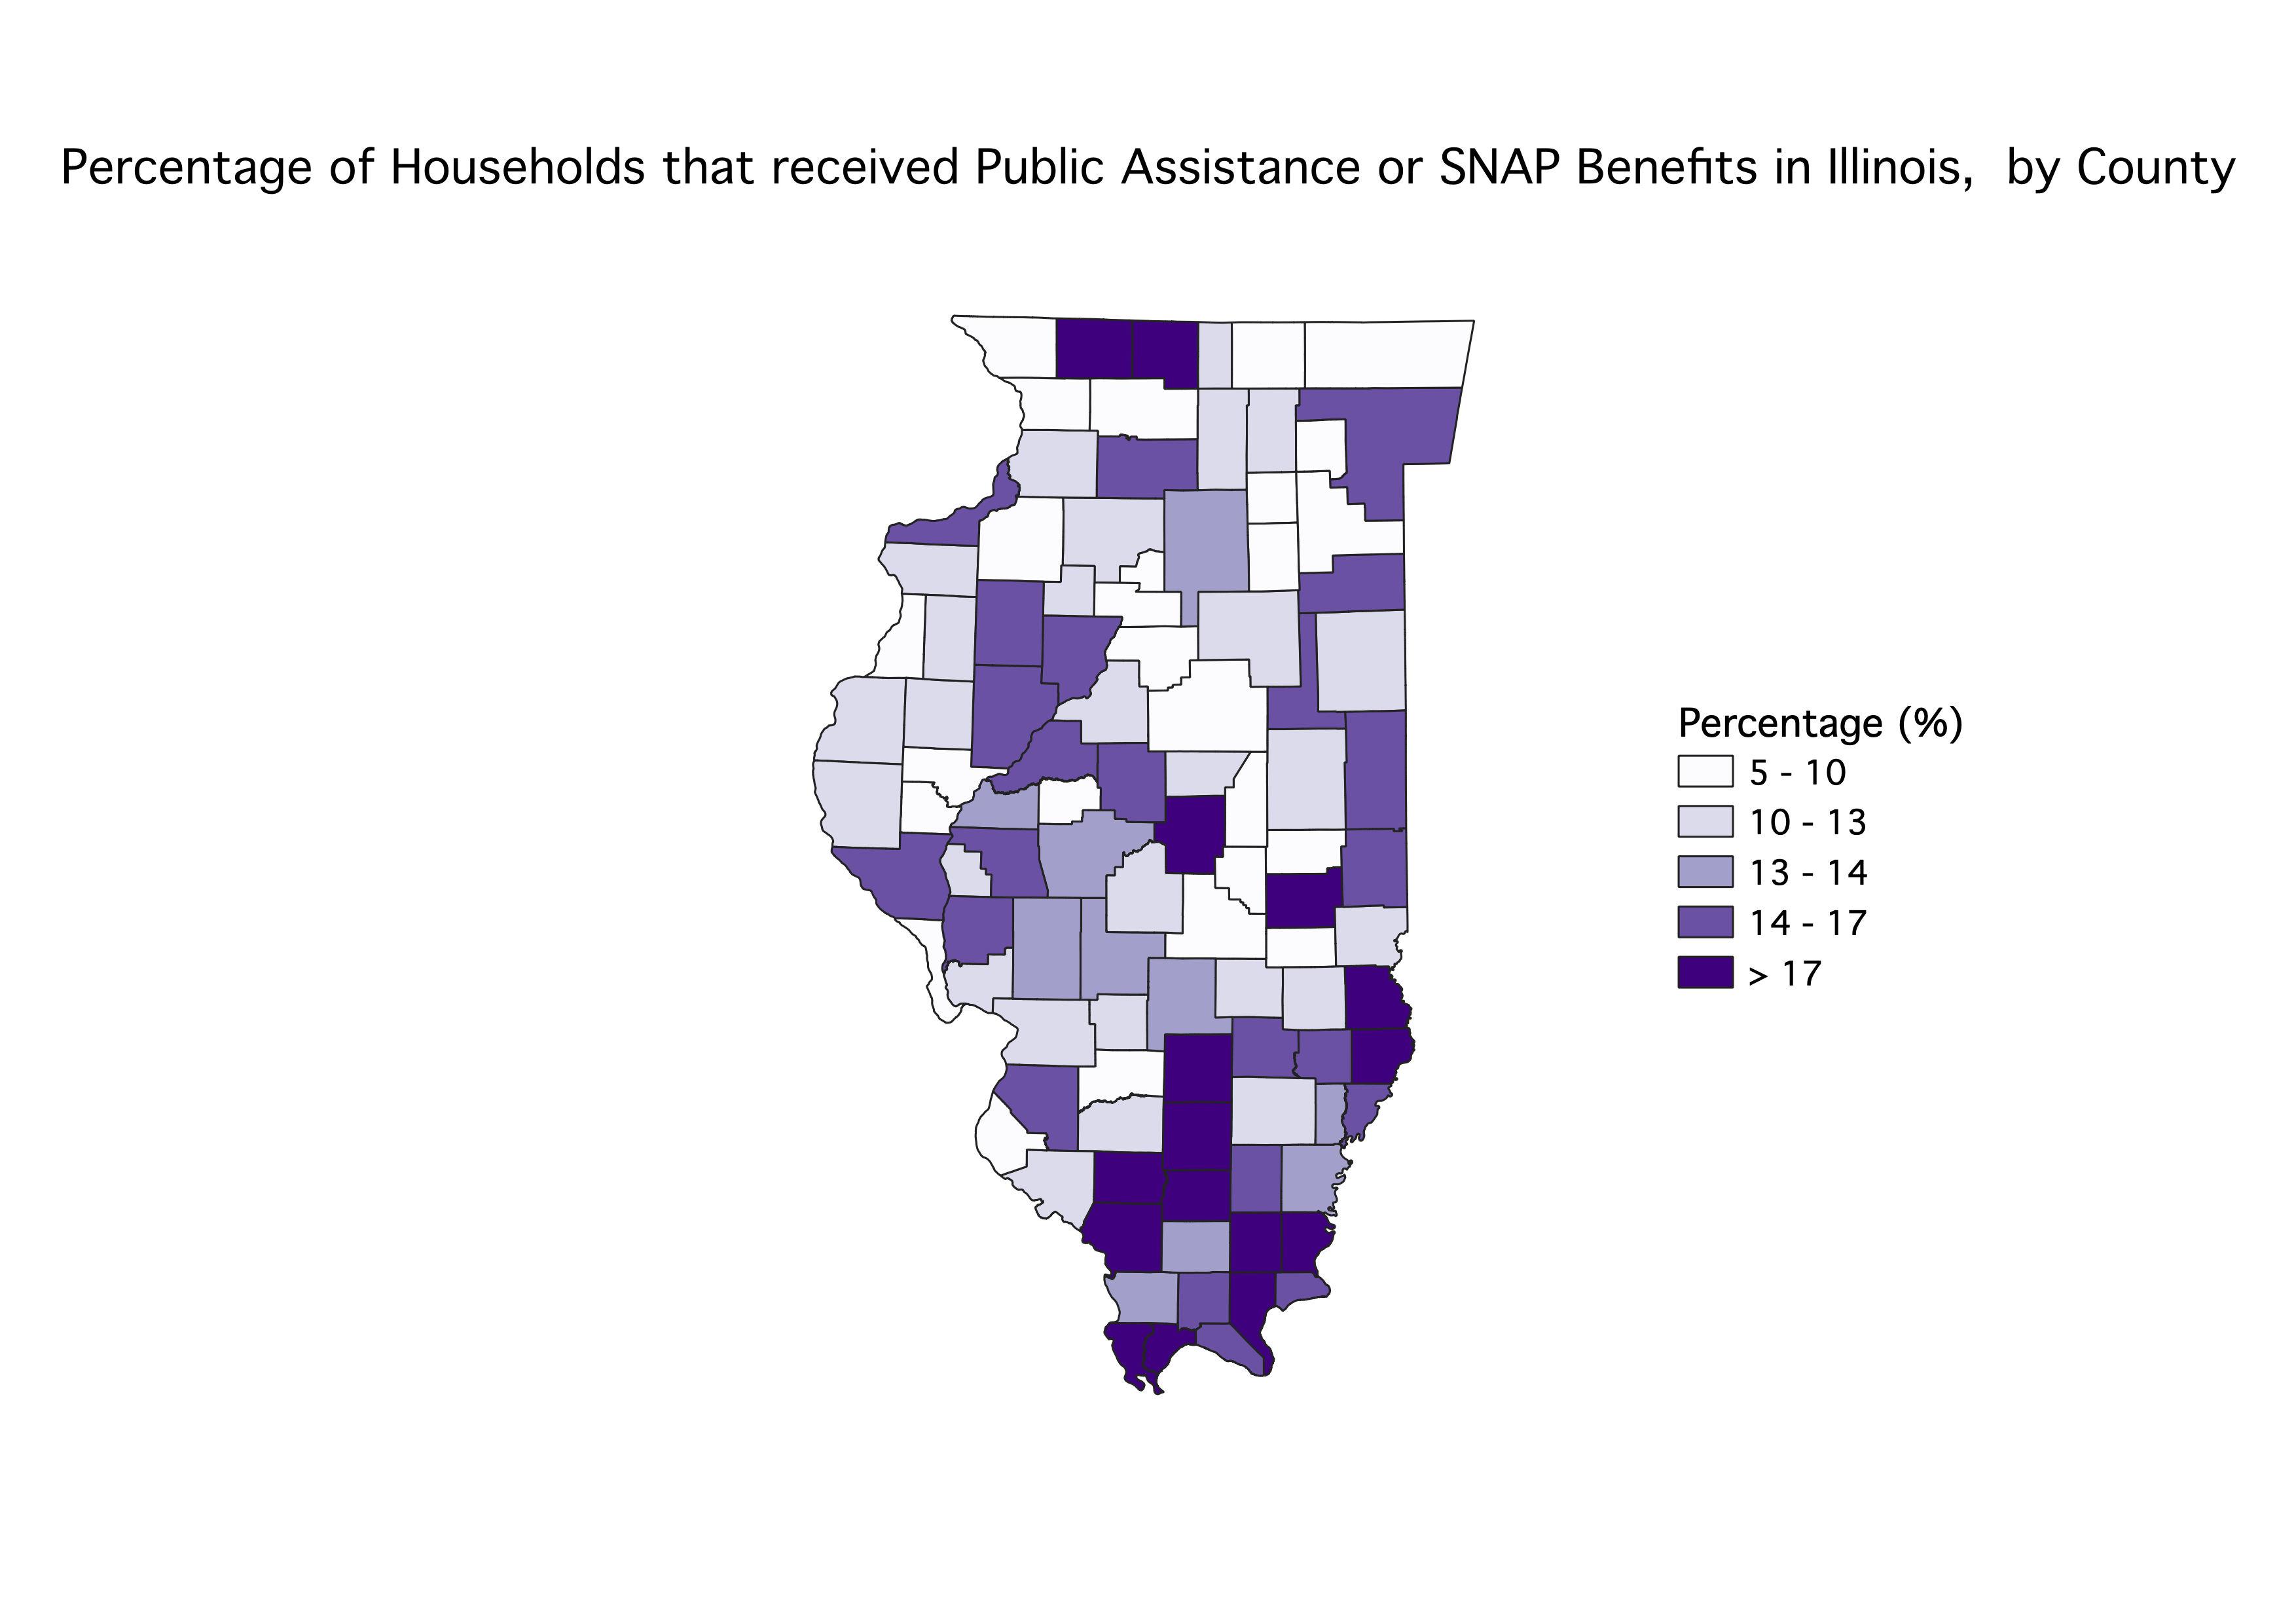 Percentage of Households that received Public Assistance or SNAP Benefits in Illinois,  by County
Percentage (%)
5 - 10
10 - 13
13 - 14
14 - 17
> 17